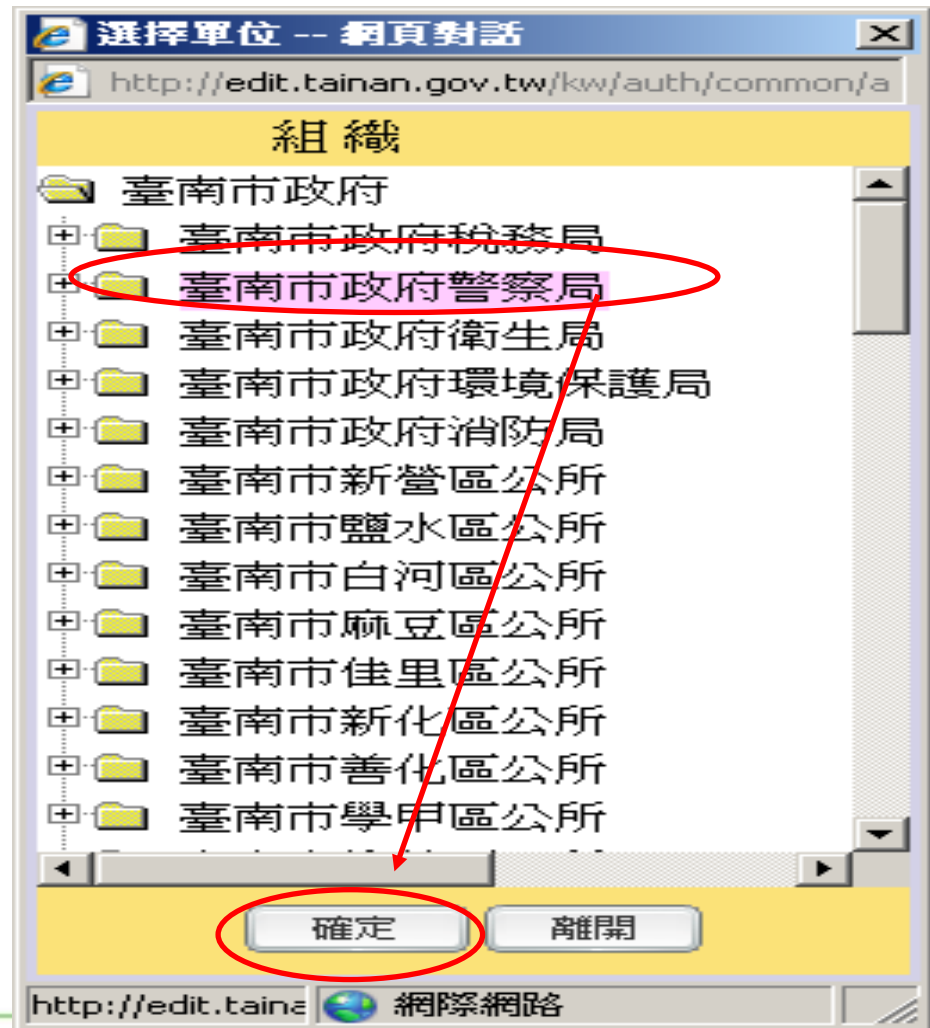 選擇單位 -- 網頁對話
http://edit.tainan.gov.tw/kw/auth/common/a
組織
臺南市政府
臺南市政府稅務局
臺南市政府警察局
臺南市政府衛生局
臺南市政府環境保護局
臺南市政府消防局
臺南市新營區公所
臺南市鹽水區公所
臺南市白河區公所
臺南市麻豆區公所
臺南市佳里區公所
臺南市新化區公所
臺南市善化區公所
臺南市學甲區公所
確定 離開
http://edit.taina 網際網路